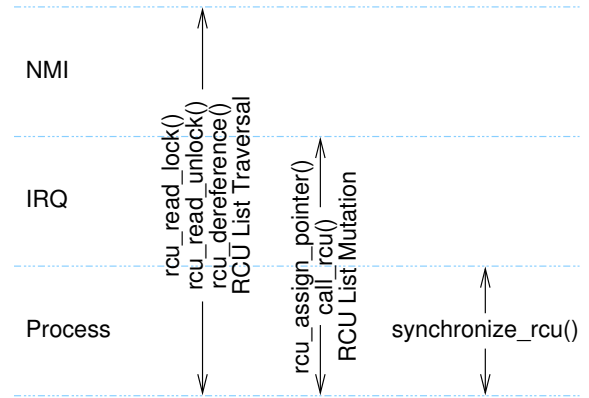 NMI
rcu_read_lock()
rcu_read_unlock()
rcu_dereference()
RCU List Traversal
IRQ
rcu_assign_pointer()
call_rcu()
RCU List Mutation
Process
synchronize_rcu()